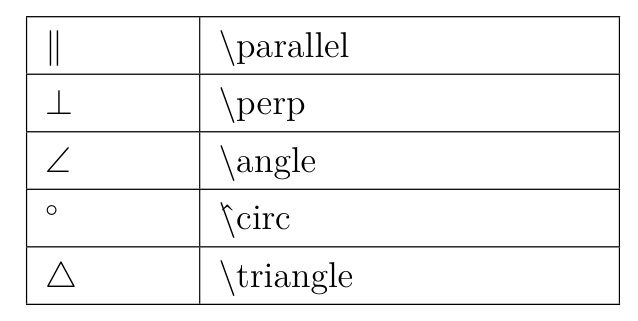 ∥ \parallel
⊥ \perp
∠ \angle
° \̂circ
△ \triangle